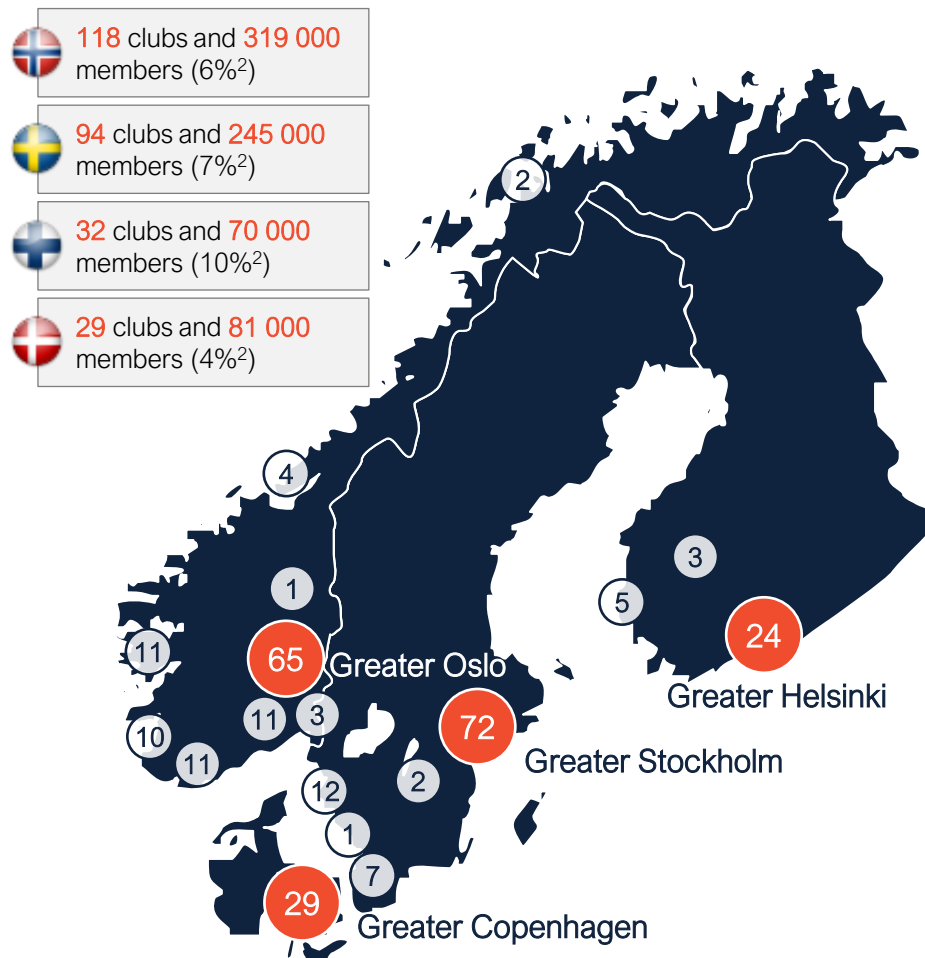 118 clubs and 319 000
members (6%²)
94 clubs and 245 000
members (7%²)
32 clubs and 70 000
members (10%²)
29 clubs and 81 000
members (4%²)
2
4
3
1
5
11
65
Greater Oslo
24
Greater Helsinki
11
3
10
72
11
Greater Stockholm
2
12
1
7
29
Greater Copenhagen